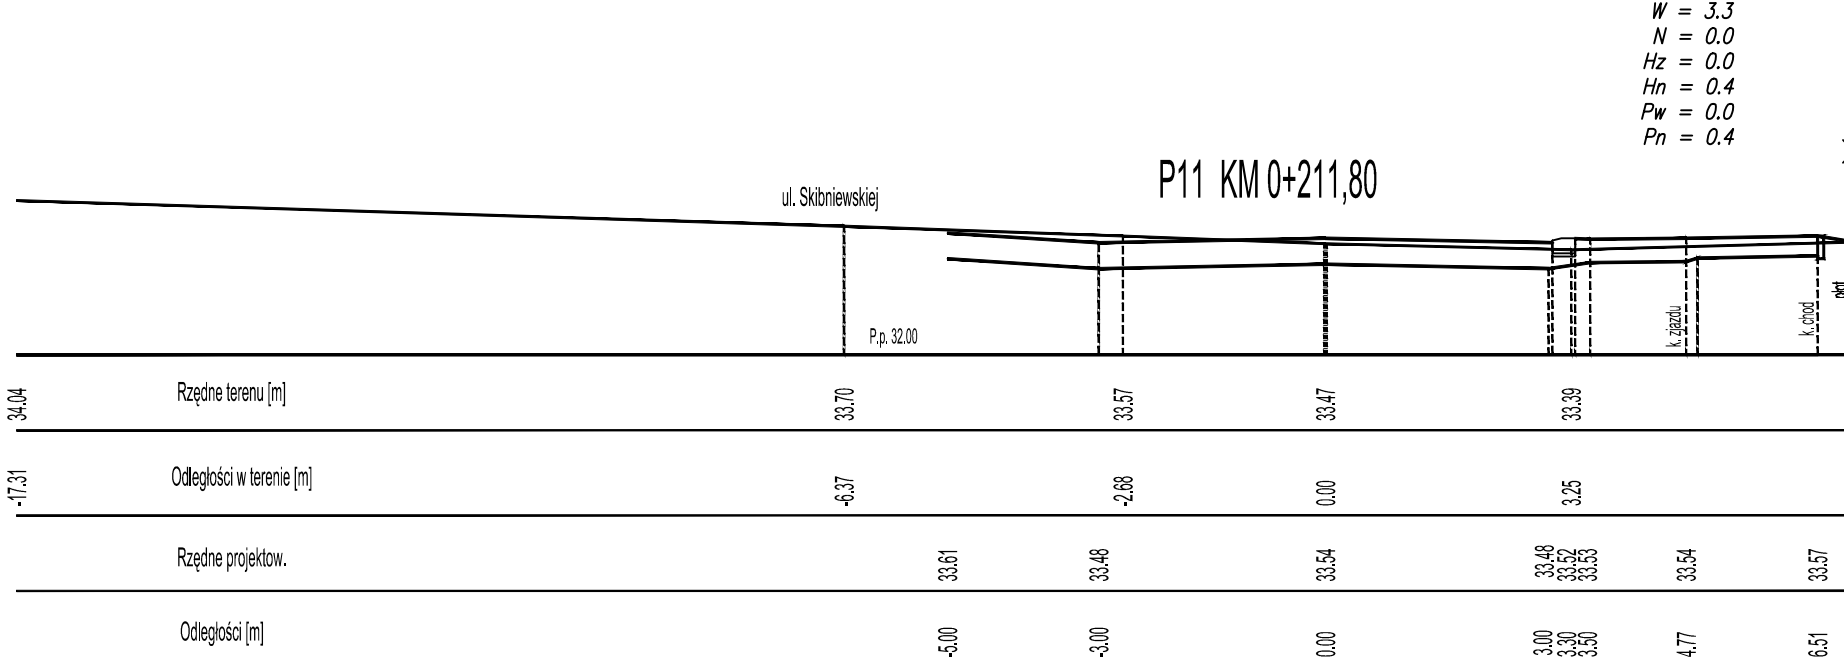 W = 3.3
N = 0.0
Hz = 0.0
Hn = 0.4
Pw = 0.0
Pn = 0.4
P11 KM 0+211,80
ul. Skibniewskiej
k. zjazdu
k. chod
płot
P.p. 32.00
Rzędne terenu [m]
34.04 33.70 33.57 33.47 33.39
Odległości w terenie [m]
-17.31 -6.37 -2.68 0.00 3.25
Rzędne projektow.
33.61 33.48 33.54 33.48 33.52 33.53 33.54 33.57
Odległości [m]
-5.00 -3.00 0.00 3.00 3.30 3.50 4.77 6.51